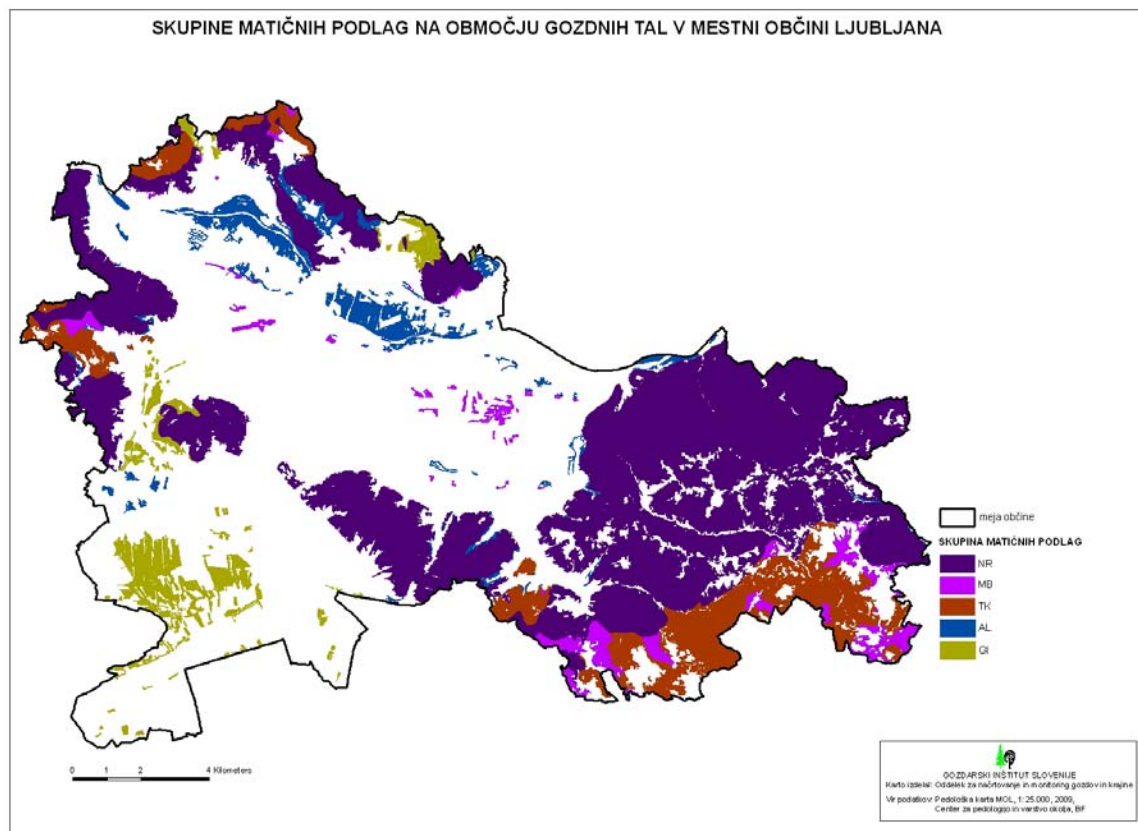 SKUPINE MATIČNIH PODLAG NA OBMOČJU GOZDNIH TAL V MESTNI OBČINI LJUBLJANA
meja občine
SKUPINA MATIČNIH PODLAG
NR
MB
TK
AL
GI
0 1 2 4 Kilometers
GOZDARSKI INŠTITUT SLOVENIJE
Karto izdelal: Oddelek za načrtovanje in monitoring gozdov in krajine
Vir podatkov: Pedološka karta MOL, 1:25.000, 2009,
Center za pedologijo in varstvo okolja, BF